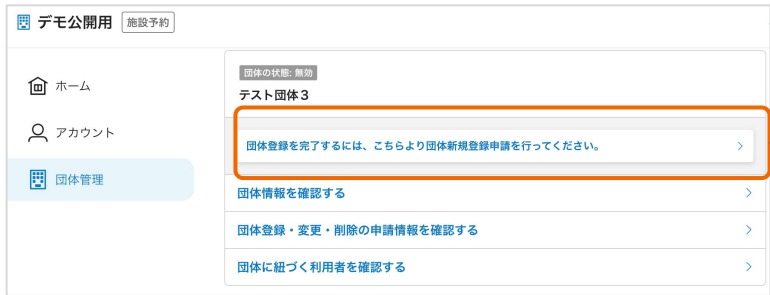 デモ公開用 施設予約
団体の状態: 無効
テスト団体3
ホーム
アカウント
団体管理
団体登録を完了するには、こちらより団体新規登録申請を行ってください。
団体情報を確認する
団体登録・変更・削除の申請情報を確認する
団体に紐づく利用者を確認する